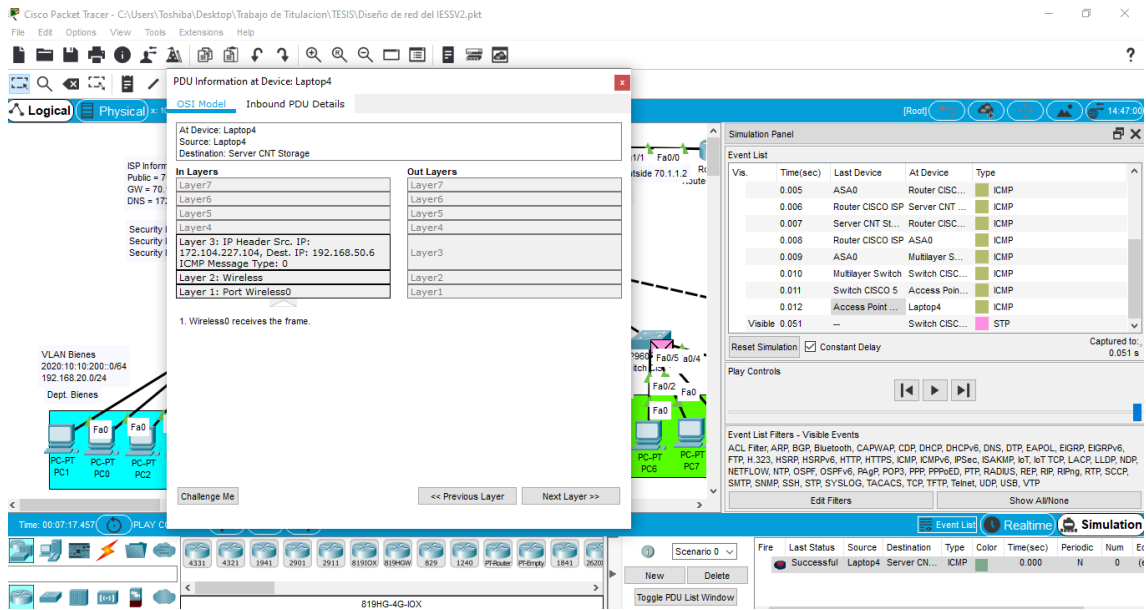 Cisco Packet Tracer - C:\Users\Toshiba\Desktop\Trabajo de Titulacion\TESIS\Diseño de red del IESSV2.pkt
File Edit Options View Tools Extensions Help
?
Logical
Physical
[Root]
14:47:00
PDU Information at Device: Laptop4
x
OSI Model
Inbound PDU Details
At Device: Laptop4
Source: Laptop4
Destination: Server CNT Storage
In Layers
Out Layers
Layer7
Layer7
Layer6
Layer6
Layer5
Layer5
Layer4
Layer4
Layer 3: IP Header Src. IP:
172.104.227.104, Dest. IP: 192.168.50.6
ICMP Message Type: 0
Layer3
Layer 2: Wireless
Layer2
Layer 1: Port Wireless0
Layer1
1. Wireless0 receives the frame.
Challenge Me
<< Previous Layer
Next Layer >>
ISP Inform
Public = 7
GW = 70.
DNS = 17
Security
Security
Security
VLAN Bienes
2020:10:10:200::0/64
192.168.20.0/24
Dept. Bienes
Fa0
Fa0
PC-PT
PC1
PC-PT
PC0
PC-PT
PC2
1/1
Fa0/0
tside 70.1.1.2
Fa0/5
Fa0/2
Fa0
Fa0
PC-PT
PC6
PC-PT
PC7
Simulation Panel
Event List
Vis. Time(sec) Last Device At Device Type
0.005 ASA0 Router CISC... ICMP
0.006 Router CISCO ISP Server CNT ... ICMP
0.007 Server CNT St... Router CISC... ICMP
0.008 Router CISCO ISP ASA0 ICMP
0.009 ASA0 Multilayer S... ICMP
0.010 Multilayer Switch Switch CISC... ICMP
0.011 Switch CISCO 5 Access Poin... ICMP
0.012 Access Point ... Laptop4 ICMP
Visible 0.051 -- Switch CISC... STP
Reset Simulation
Constant Delay
Captured to:
0.051 s
Play Controls
Event List Filters - Visible Events
ACL Filter, ARP, BGP, Bluetooth, CAPWAP, CDP, DHCP, DHCPv6, DNS, DTP, EAPOL, EIGRP, EIGRPv6,
FTP, H.323, HSRP, HSRPv6, HTTP, HTTPS, ICMP, ICMPv6, IPSec, ISAKMP, IoT, IoT TCP, LACP, LLDP, NDP,
NETFLOW, NTP, OSPF, OSPFv6, PAgP, POP3, PPP, PPPoED, PTP, RADIUS, REP, RIP, RIPng, RTP, SCCP,
SMTP, SNMP, SSH, STP, SYSLOG, TACACS, TCP, TFTP, Telnet, UDP, USB, VTP
Edit Filters
Show All/None
Time: 00:07:17.457
PLAY CO
Event List
Realtime
Simulation
4331 4321 1941 2901 2911 819IOX 819HGW 829 1240 PT-Router PT-Empty 1841 2620
819HG-4G-IOX
Scenario 0
New
Delete
Toggle PDU List Window
Fire Last Status Source Destination Type Color Time(sec) Periodic Num Ed
Successful Laptop4 Server CN... ICMP 0.000 N 0 (e